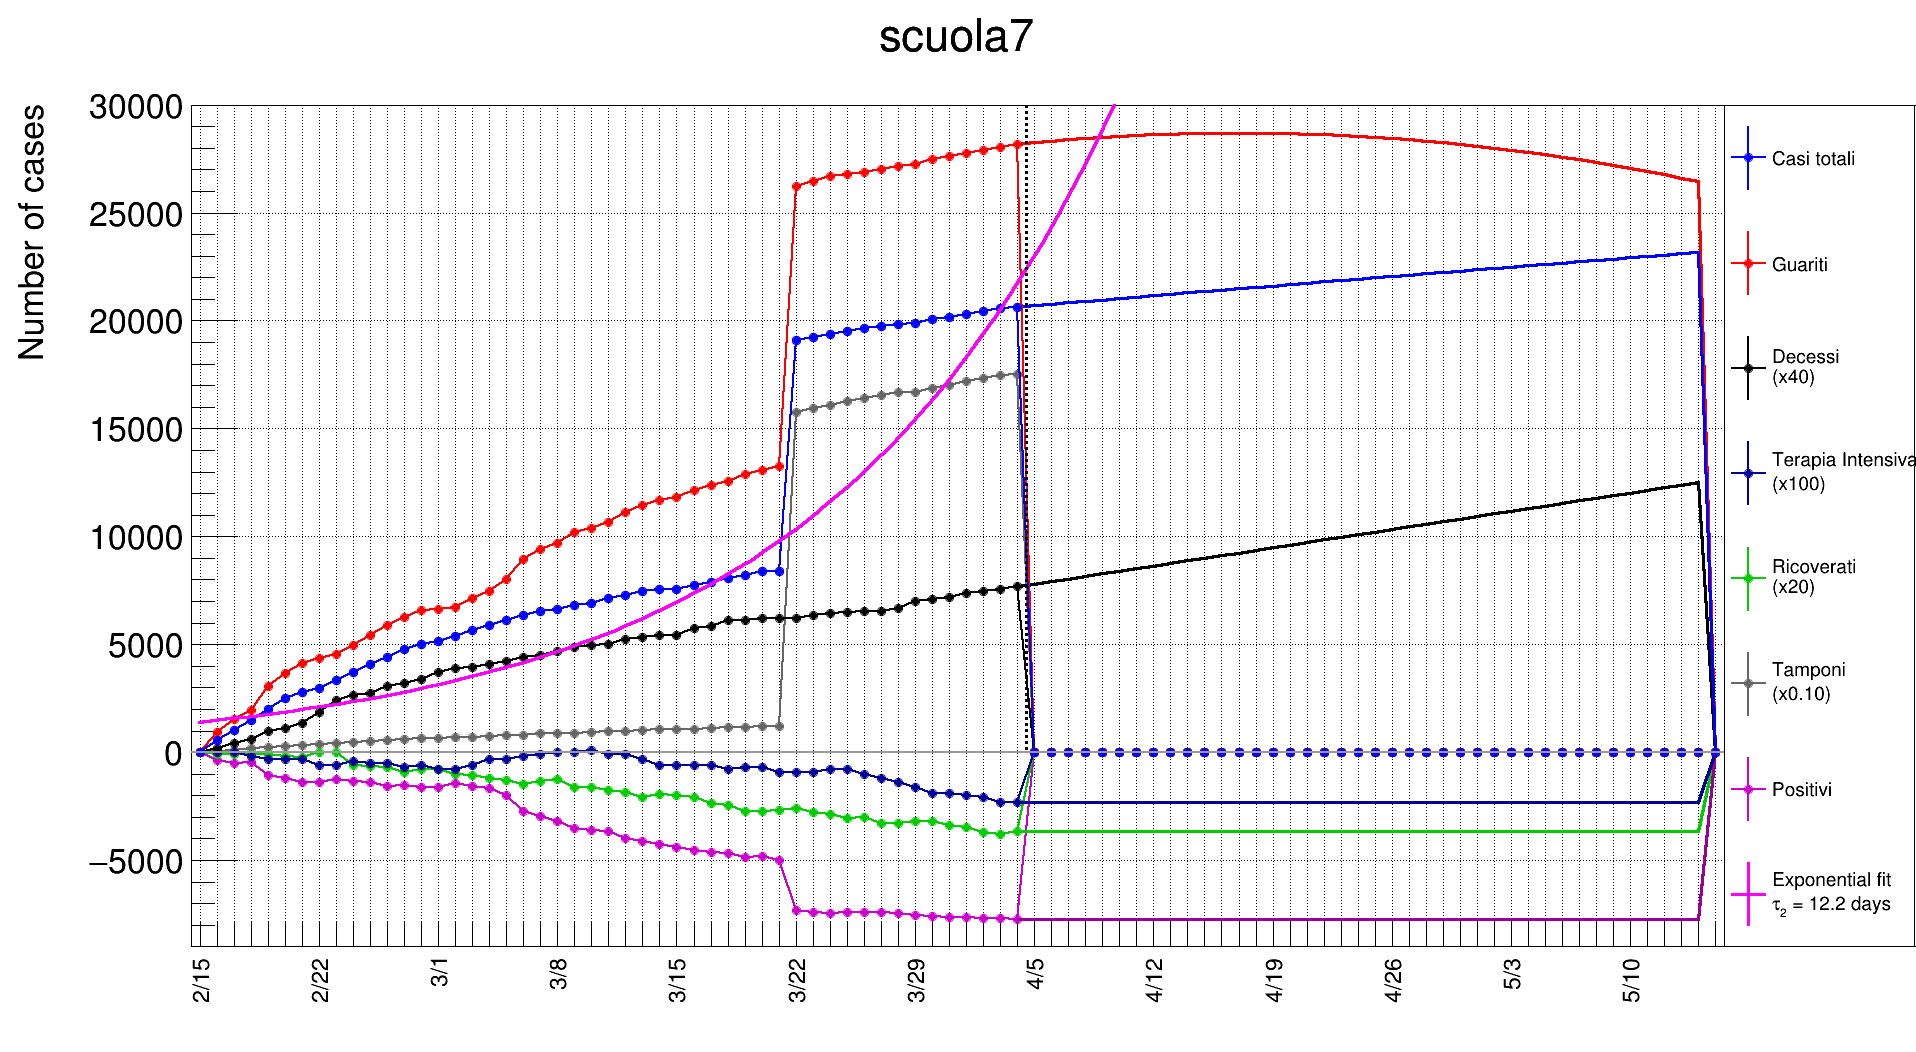 scuola7
Number of cases
30000
25000
20000
15000
10000
5000
0
−5000
2/15
2/22
3/1
3/8
3/15
3/22
3/29
4/5
4/12
4/19
4/26
5/3
5/10
Casi totali
Guariti
Decessi
(x40)
Terapia Intensiva
(x100)
Ricoverati
(x20)
Tamponi
(x0.10)
Positivi
Exponential fit
τ2 = 12.2 days